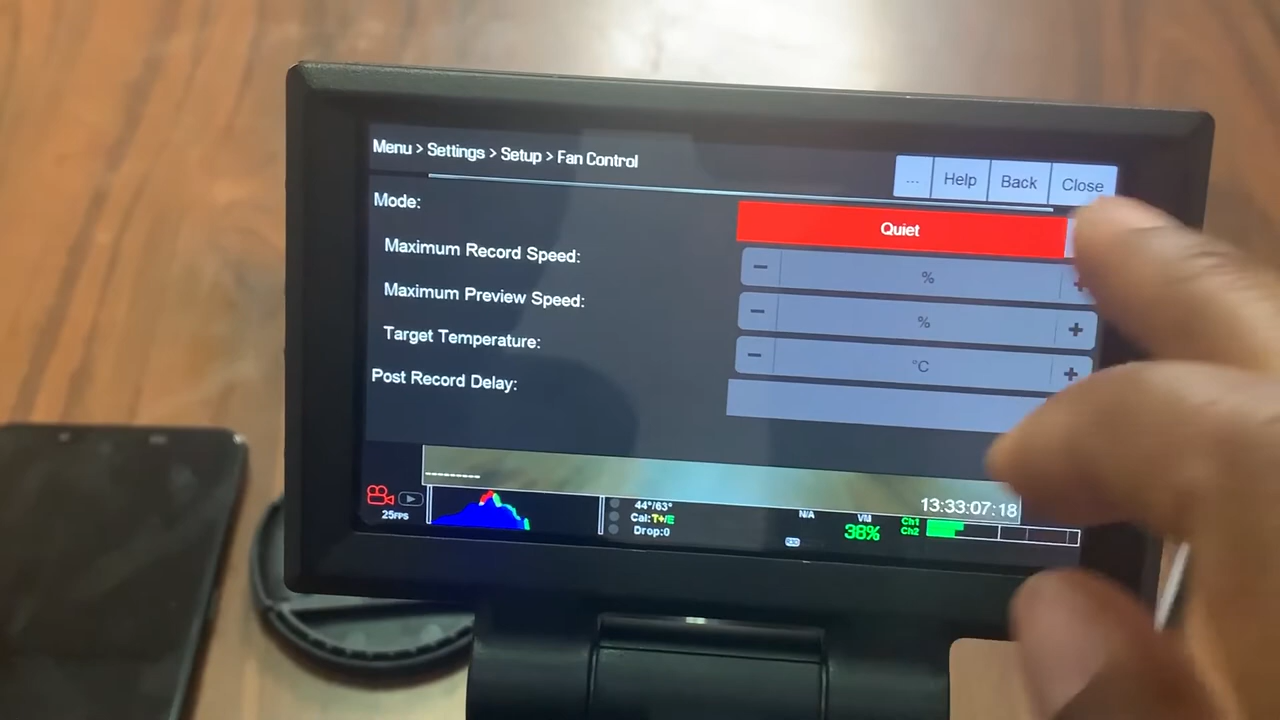 Menu > Settings > Setup > Fan Control
... Help Back Close
Mode: Quiet
Maximum Record Speed: − % +
Maximum Preview Speed: − % +
Target Temperature: − °C +
Post Record Delay:
---------
13:33:07:18
25FPS
44°/63°
Cal:T+/E
Drop:0
N/A
VM
38%
Ch1
Ch2